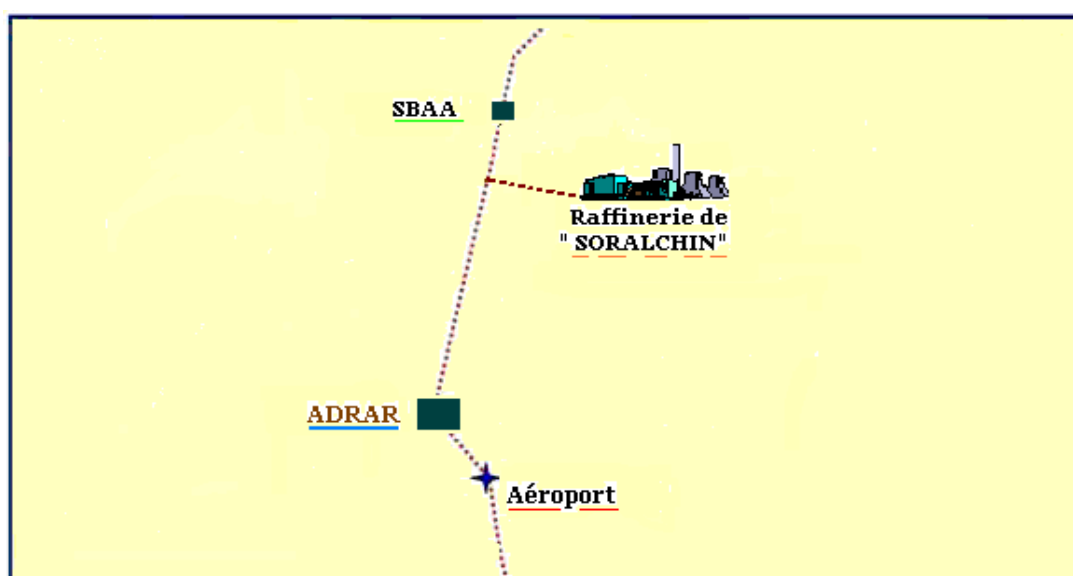 SBAA
Raffinerie de
" SORALCHIN"
ADRAR
Aéroport